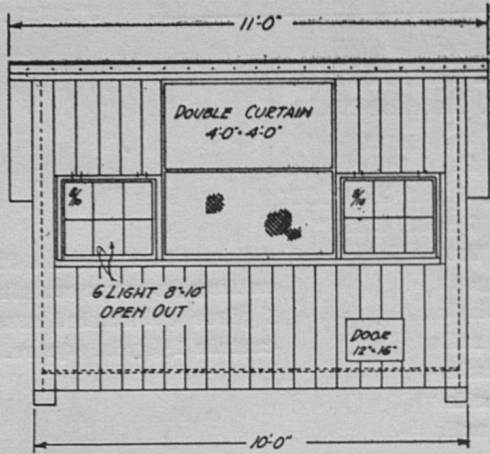 11'-0"
DOUBLE CURTAIN
4'-0" - 4'-0"
8/10
8/10
6 LIGHT 8"-10"
OPEN OUT
DOOR
12"-16"
10'-0"